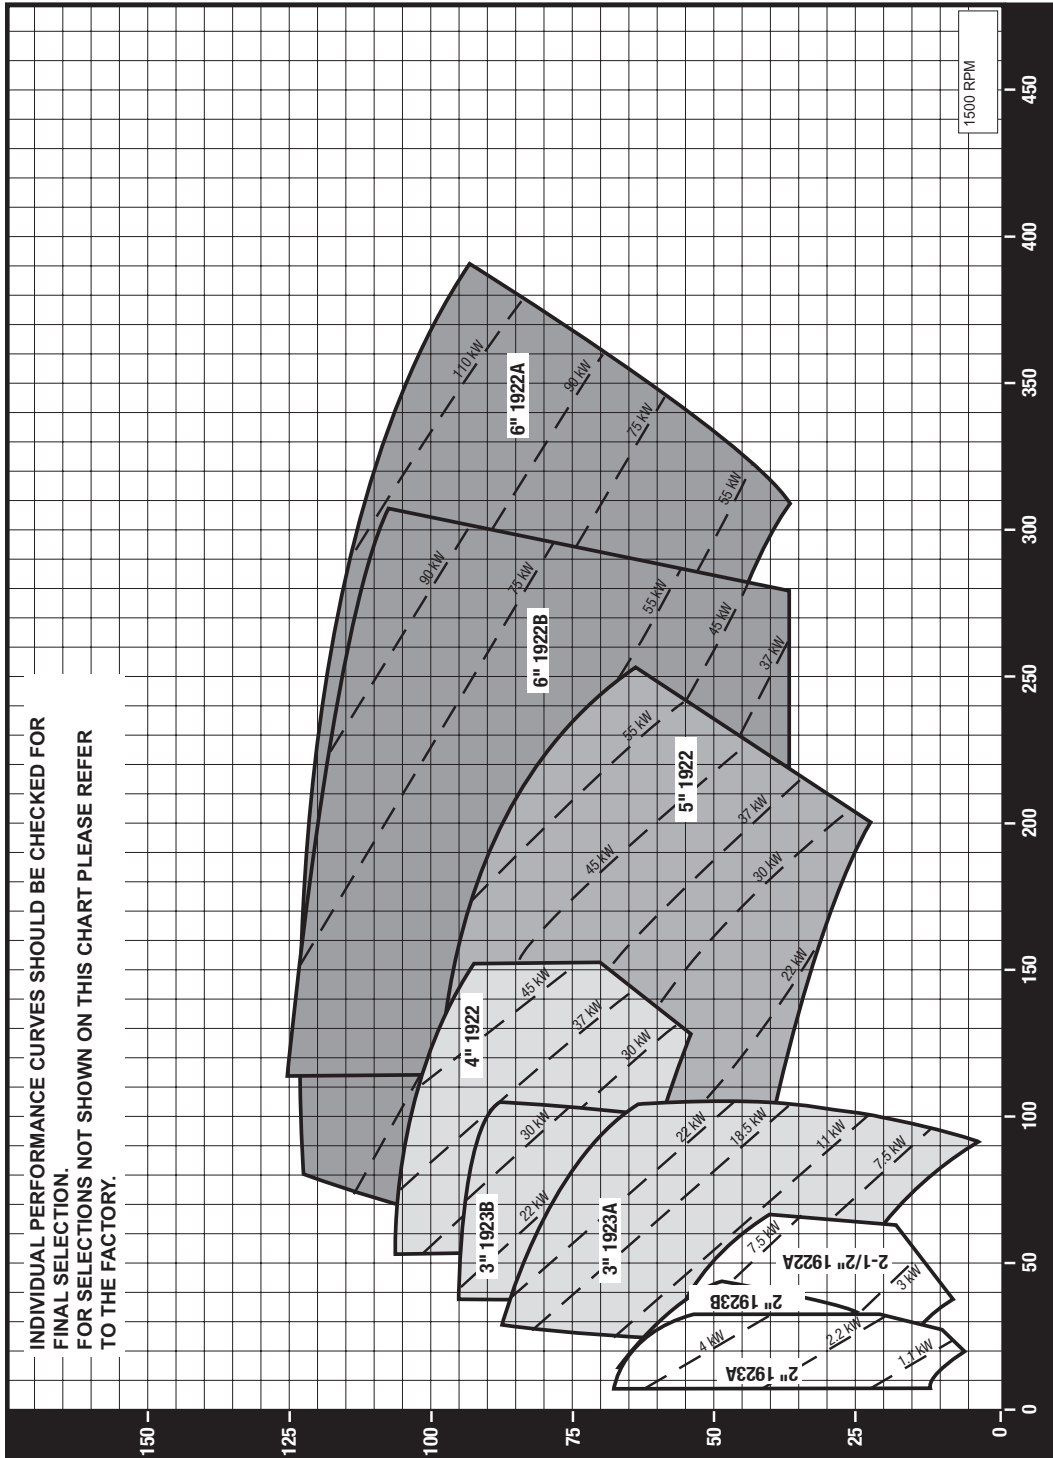 INDIVIDUAL PERFORMANCE CURVES SHOULD BE CHECKED FOR
FINAL SELECTION.
FOR SELECTIONS NOT SHOWN ON THIS CHART PLEASE REFER
TO THE FACTORY.
150
125
100
75
50
25
0
6" 1922A
110 kW
90 kW
75 kW
55 kW
6" 1922B
90 kW
75 kW
55 kW
45 kW
37 kW
5" 1922
55 kW
45 kW
37 kW
30 kW
22 kW
4" 1922
45 kW
37 kW
30 kW
3" 1923B
30 kW
22 kW
3" 1923A
22 kW
18.5 kW
11 kW
7.5 kW
2-1/2" 1922A
7.5 kW
3 kW
2" 1923B
2" 1923A
4 kW
2.2 kW
1.1 kW
1500 RPM
0
50
100
150
200
250
300
350
400
450